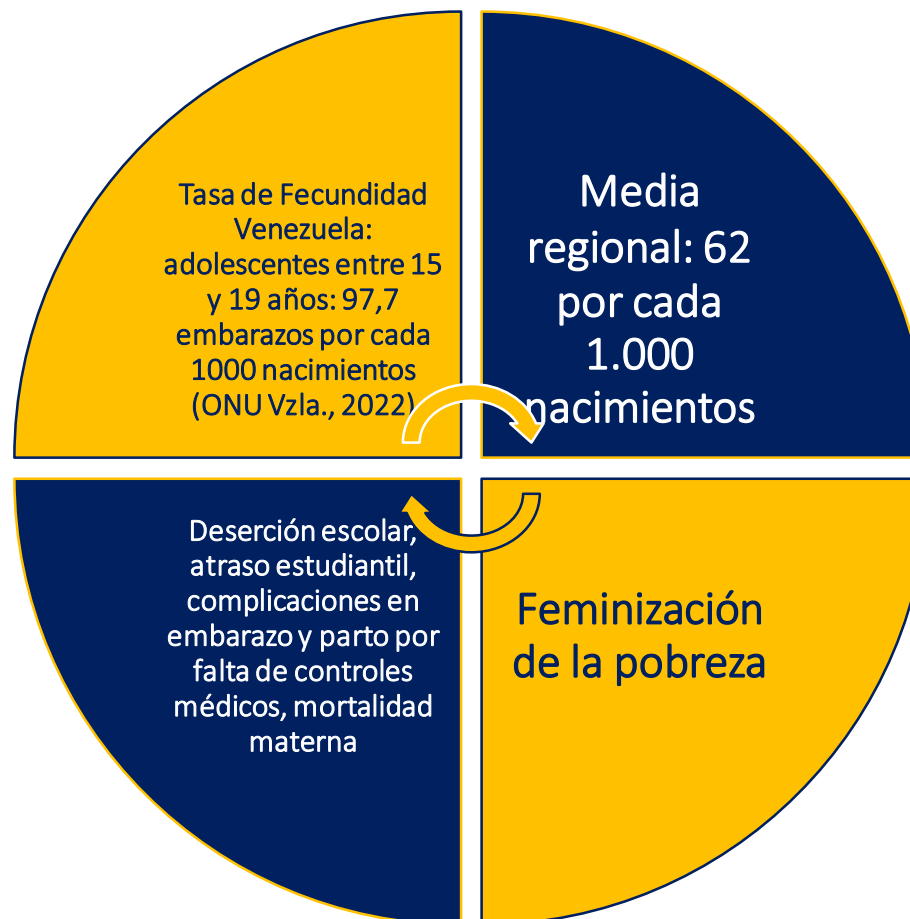 Tasa de Fecundidad
Venezuela:
adolescentes entre 15
y 19 años: 97,7
embarazos por cada
1000 nacimientos
(ONU Vzla., 2022)
Media
regional: 62
por cada
1.000
nacimientos
Deserción escolar,
atraso estudiantil,
complicaciones en
embarazo y parto por
falta de controles
médicos, mortalidad
materna
Feminización
de la pobreza